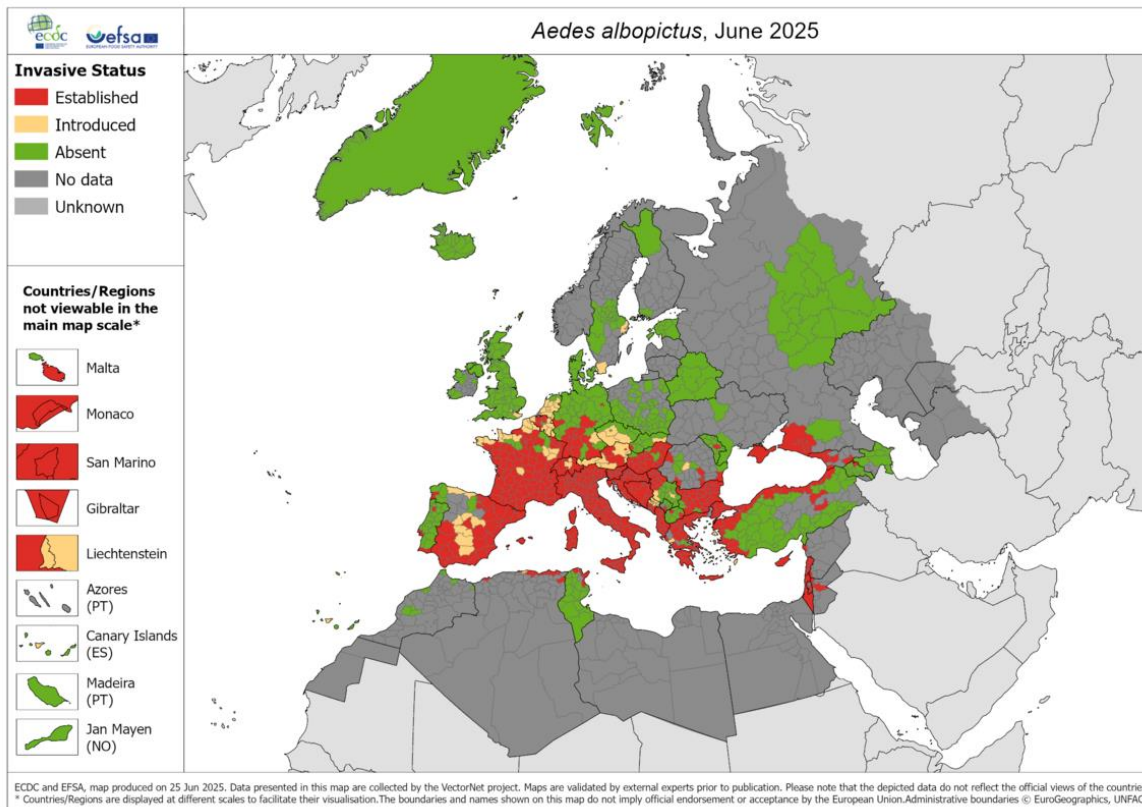 ecdc
efsa
EUROPEAN FOOD SAFETY AUTHORITY
Aedes albopictus, June 2025
Invasive Status
Established
Introduced
Absent
No data
Unknown
Countries/Regions
not viewable in the
main map scale*
Malta
Monaco
San Marino
Gibraltar
Liechtenstein
Azores
(PT)
Canary Islands
(ES)
Madeira
(PT)
Jan Mayen
(NO)
ECDC and EFSA, map produced on 25 Jun 2025. Data presented in this map are collected by the VectorNet project. Maps are validated by external experts prior to publication. Please note that the depicted data do not reflect the official views of the countri
* Countries/Regions are displayed at different scales to facilitate their visualisation.The boundaries and names shown on this map do not imply official endorsement or acceptance by the European Union.Administrative boundaries © EuroGeographics, UNF